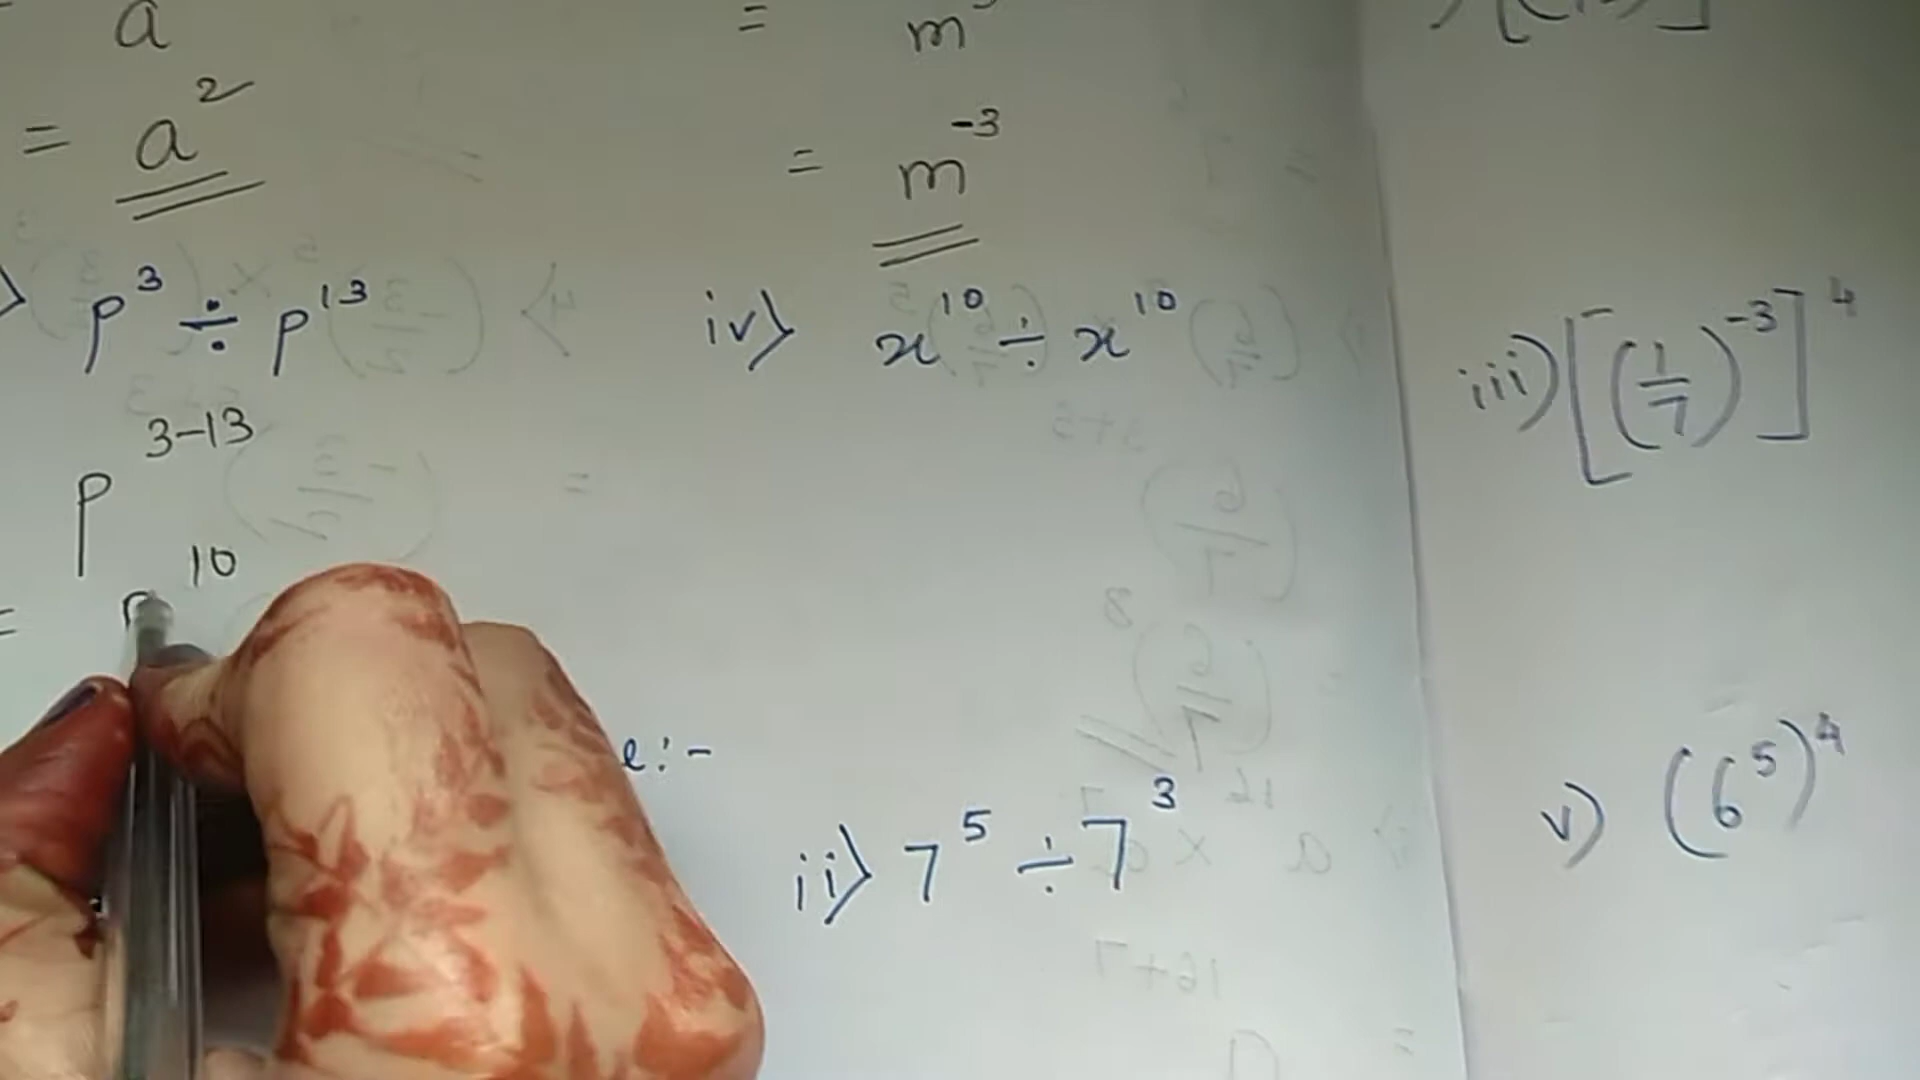 a
= a²
p³ ÷ p¹³
p³⁻¹³
= p¹⁰
= m
= m⁻³
iv) x¹⁰ ÷ x¹⁰
e:-
ii) 7⁵ ÷ 7³
iii) [(1/7)⁻³]⁴
v) (6⁵)⁴